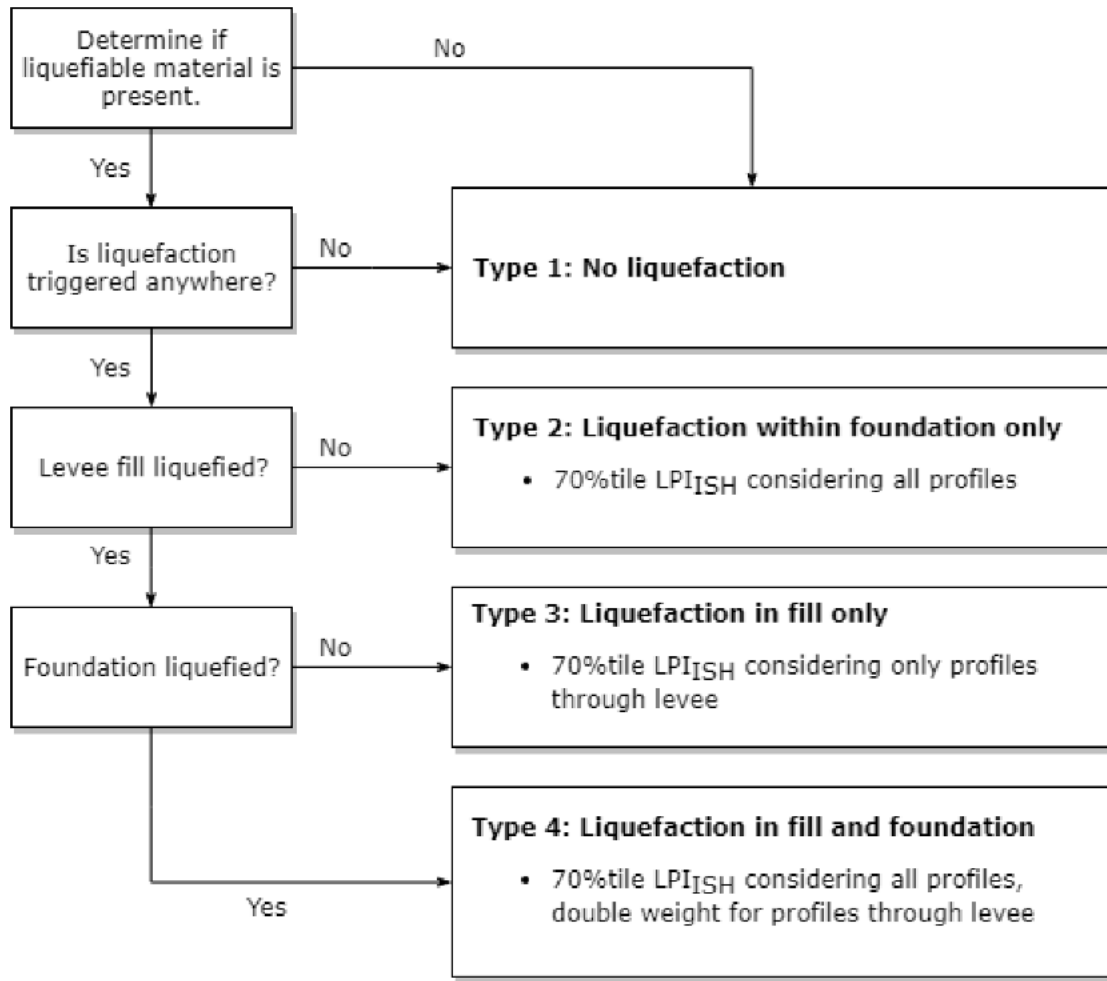 Determine if
liquefiable material is
present.
No
Yes
Is liquefaction
triggered anywhere?
No
Type 1: No liquefaction
Yes
Levee fill liquefied?
No
Type 2: Liquefaction within foundation only
• 70%tile LPIISH considering all profiles
Yes
Foundation liquefied?
No
Type 3: Liquefaction in fill only
• 70%tile LPIISH considering only profiles
through levee
Yes
Type 4: Liquefaction in fill and foundation
• 70%tile LPIISH considering all profiles,
double weight for profiles through levee